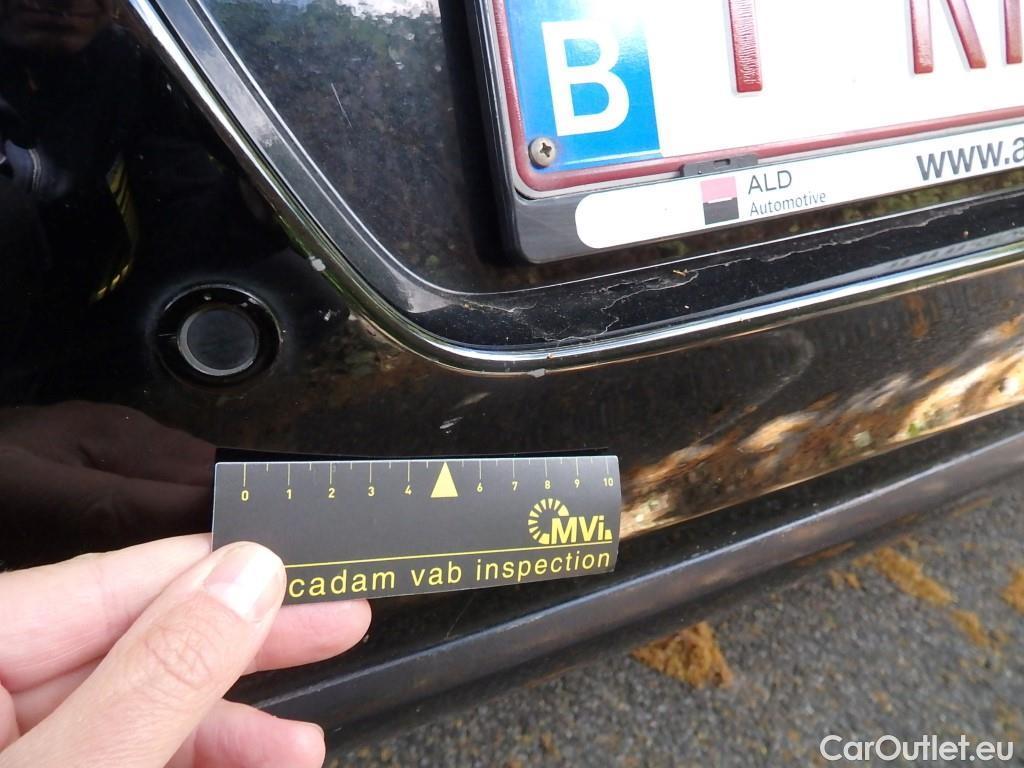 B 1
ALD
Automotive
www.a
0 1 2 3 4 6 7 8 9 10
MVi
cadam vab inspection
CarOutlet.eu